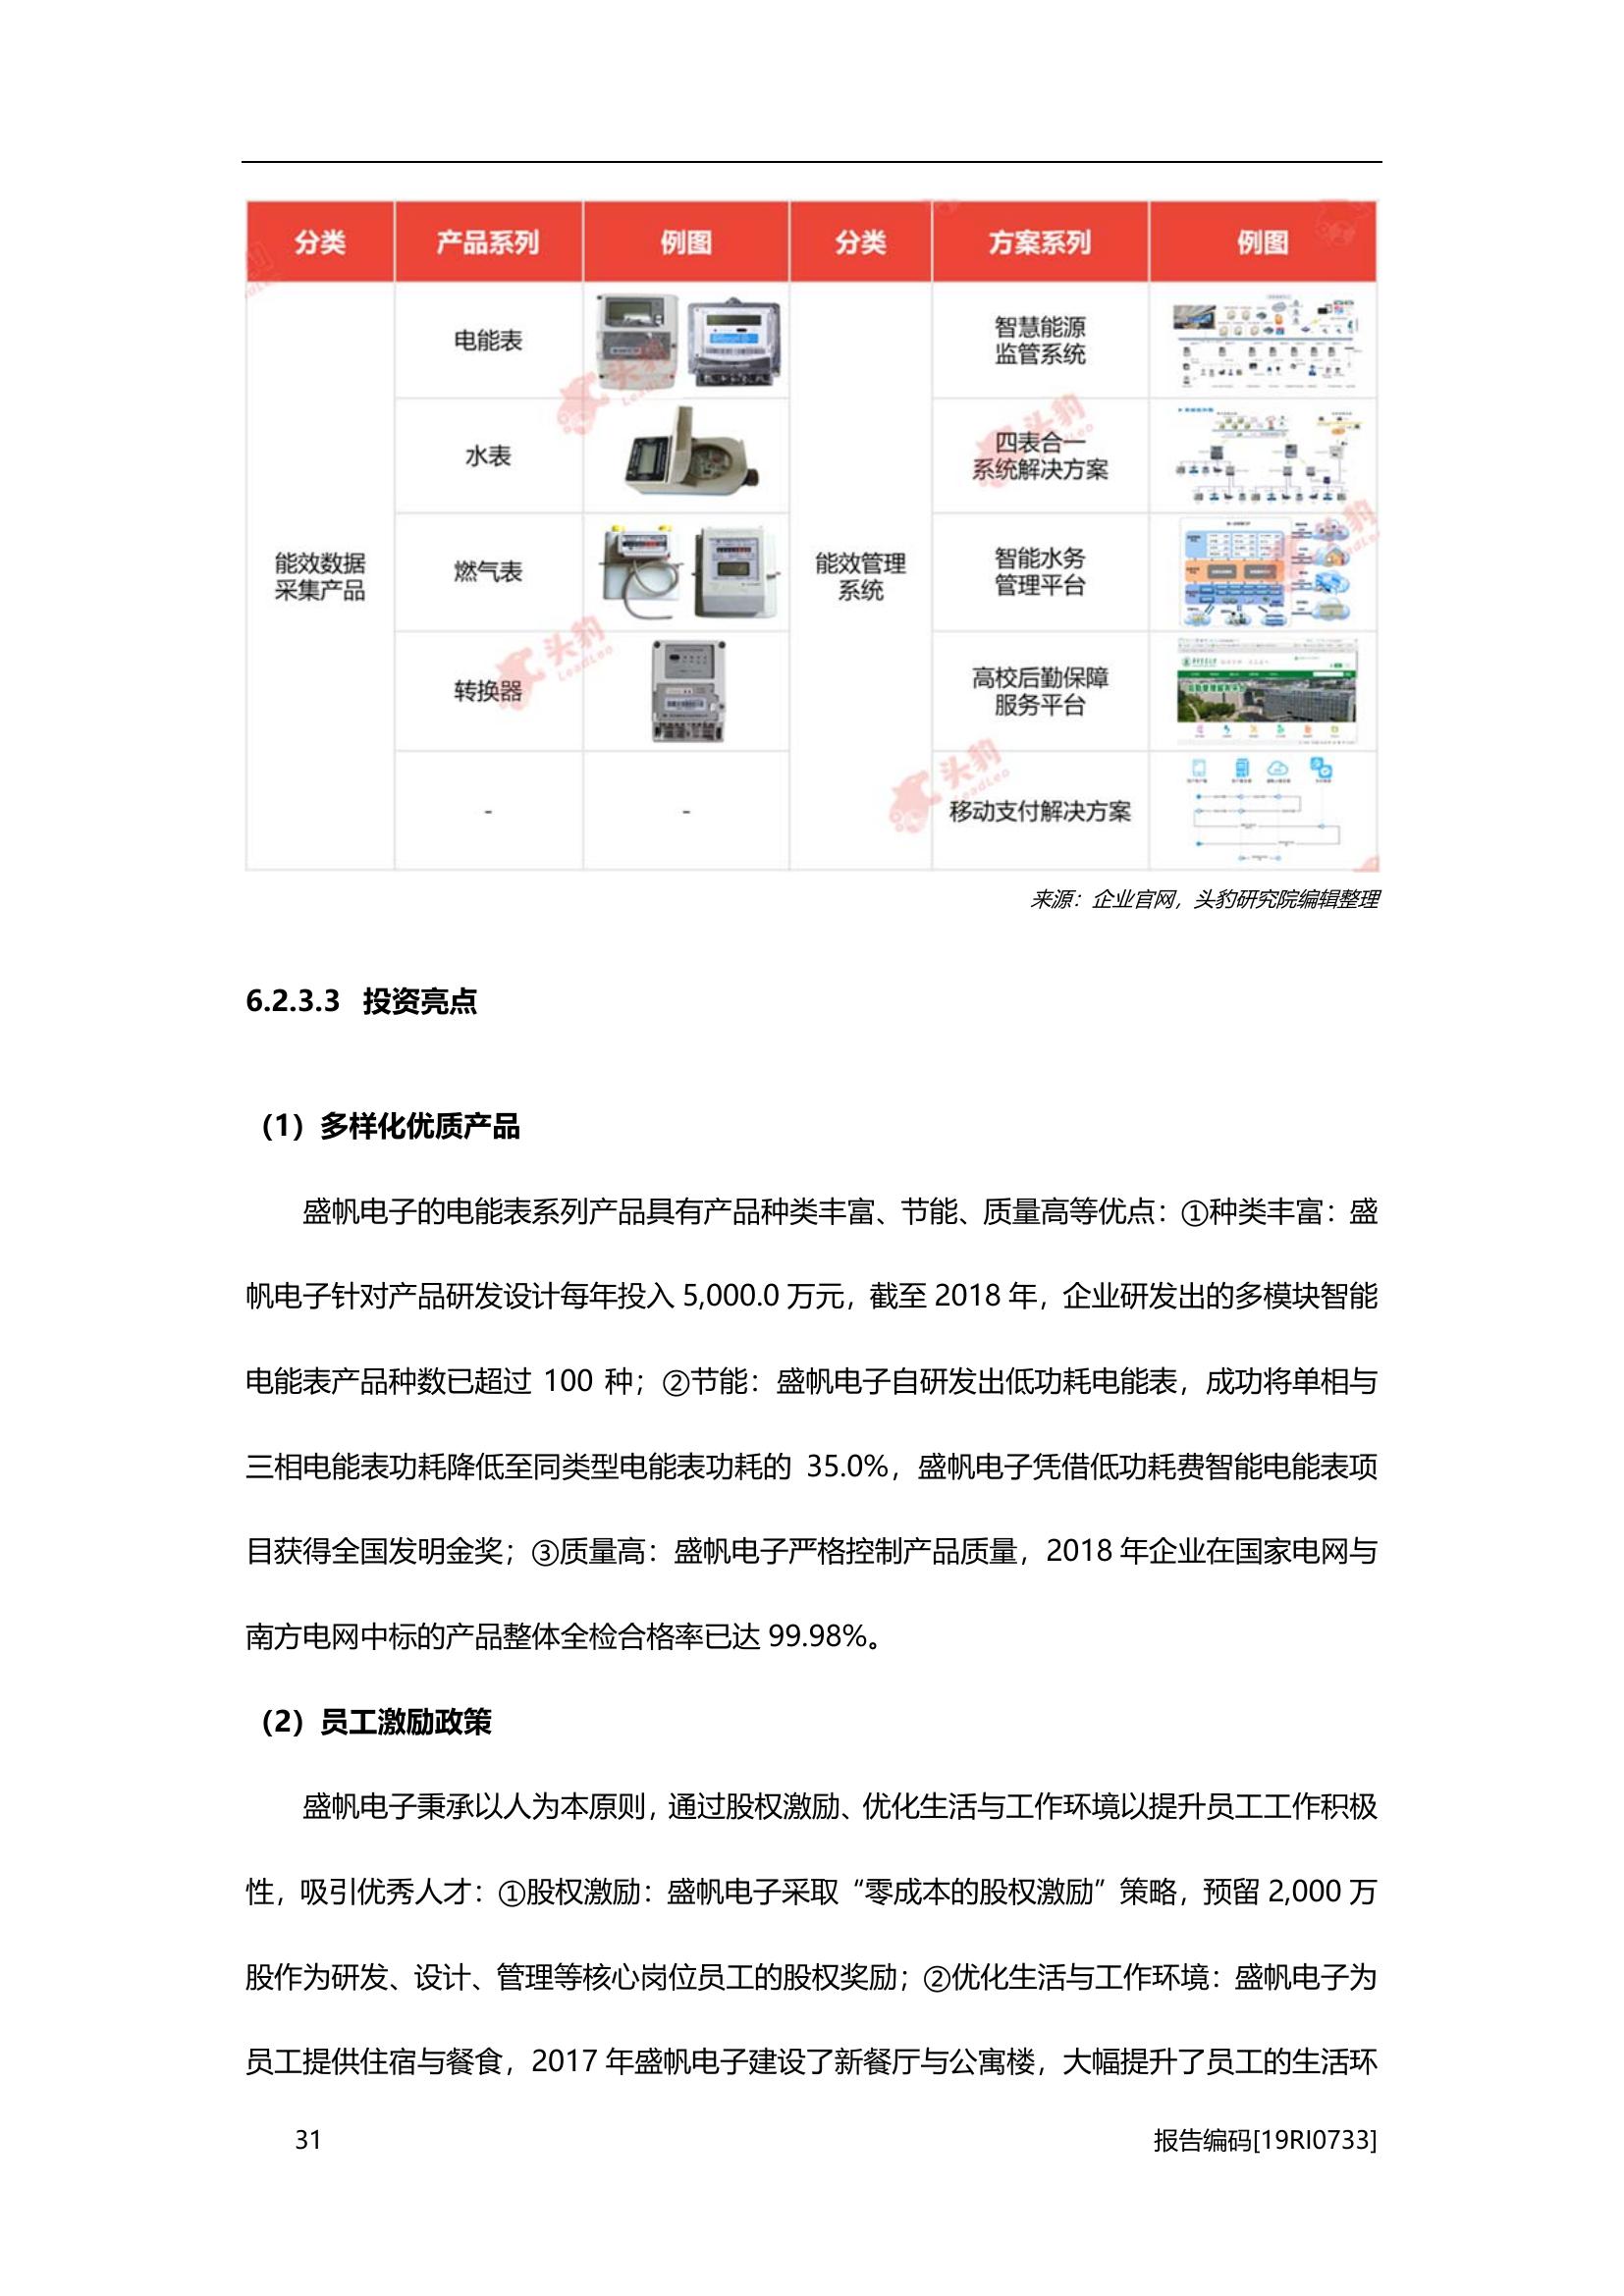 分类 产品系列 例图 分类 方案系列 例图
电能表
智慧能源
监管系统
水表
四表合一
系统解决方案
能效数据
采集产品
燃气表
能效管理
系统
智能水务
管理平台
转换器
高校后勤保障
服务平台
- -
移动支付解决方案
头豹
LeadLeo
头豹
头豹
LeadLeo
头豹
LeadLeo
来源：企业官网，头豹研究院编辑整理
6.2.3.3 投资亮点
（1）多样化优质产品
盛帆电子的电能表系列产品具有产品种类丰富、节能、质量高等优点：①种类丰富：盛
帆电子针对产品研发设计每年投入 5,000.0 万元，截至 2018 年，企业研发出的多模块智能
电能表产品种数已超过 100 种；②节能：盛帆电子自研发出低功耗电能表，成功将单相与
三相电能表功耗降低至同类型电能表功耗的 35.0%，盛帆电子凭借低功耗费智能电能表项
目获得全国发明金奖；③质量高：盛帆电子严格控制产品质量，2018 年企业在国家电网与
南方电网中标的产品整体全检合格率已达 99.98%。
（2）员工激励政策
盛帆电子秉承以人为本原则，通过股权激励、优化生活与工作环境以提升员工工作积极
性，吸引优秀人才：①股权激励：盛帆电子采取“零成本的股权激励”策略，预留 2,000 万
股作为研发、设计、管理等核心岗位员工的股权奖励；②优化生活与工作环境：盛帆电子为
员工提供住宿与餐食，2017 年盛帆电子建设了新餐厅与公寓楼，大幅提升了员工的生活环
31 报告编码[19RI0733]